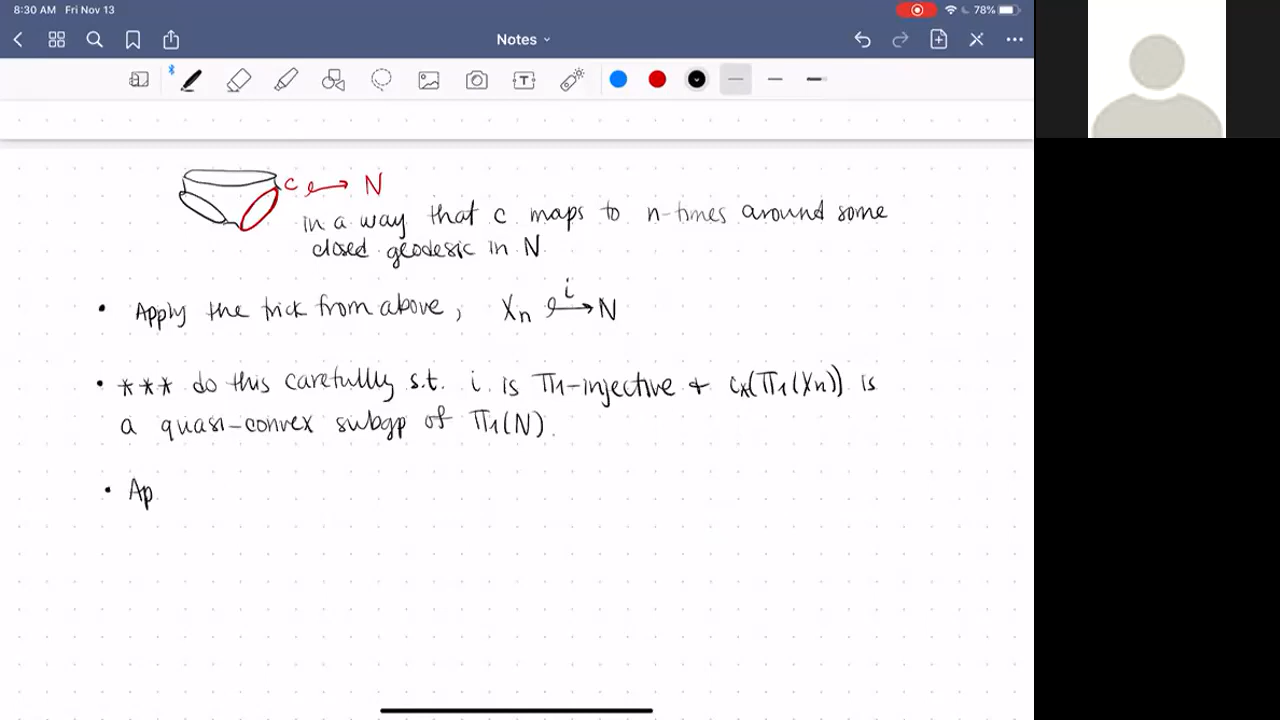 8:30 AM Fri Nov 13
78%
Notes
T
c ↪ N
in a way that c maps to n-times around some
closed geodesic in N.
• Apply the trick from above, Xn ↪ N
i
• *** do this carefully s.t. i is π1-injective + i*(π1(Xn)) is
a quasi-convex subgp of π1(N).
• Ap